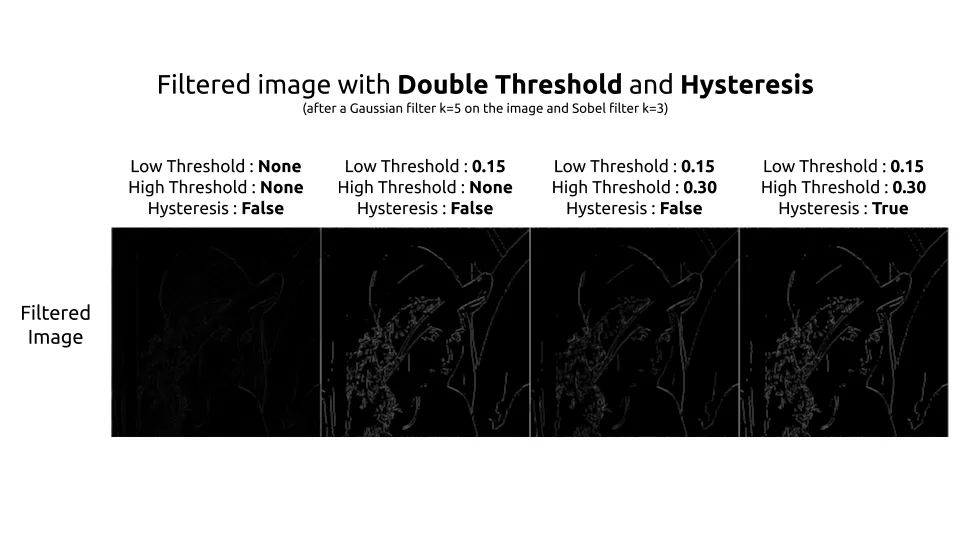 Filtered image with Double Threshold and Hysteresis
(after a Gaussian filter k=5 on the image and Sobel filter k=3)
Low Threshold : None
High Threshold : None
Hysteresis : False
Low Threshold : 0.15
High Threshold : None
Hysteresis : False
Low Threshold : 0.15
High Threshold : 0.30
Hysteresis : False
Low Threshold : 0.15
High Threshold : 0.30
Hysteresis : True
Filtered
Image